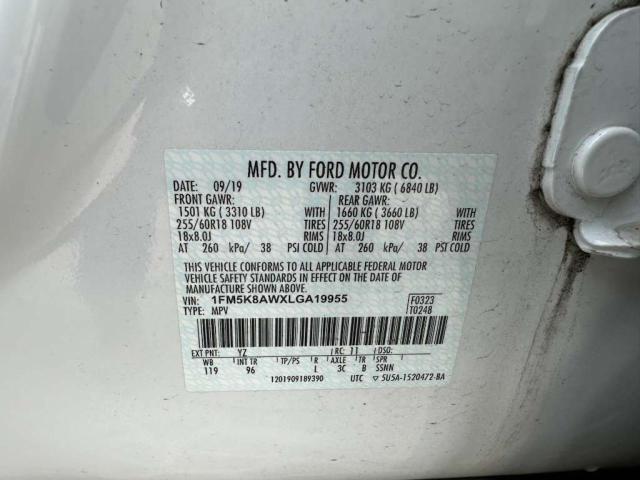 MFD. BY FORD MOTOR CO.
DATE: 09/19 GVWR: 3103 KG ( 6840 LB)
FRONT GAWR: REAR GAWR:
1501 KG ( 3310 LB) WITH 1660 KG ( 3660 LB) WITH
255/60R18 108V TIRES 255/60R18 108V TIRES
18x8.0J RIMS 18x8.0J RIMS
AT 260 kPa/ 38 PSI COLD AT 260 kPa/ 38 PSI COLD
THIS VEHICLE CONFORMS TO ALL APPLICABLE FEDERAL MOTOR
VEHICLE SAFETY STANDARDS IN EFFECT ON THE DATE OF
MANUFACTURE SHOWN ABOVE.
VIN: 1FM5K8AWXLGA19955 F0323
TYPE: MPV T0248
EXT PNT: YZ RC: 11 DSO:
WB INT TR TP/PS R AXLE TR SPR
119 96 L 3C B SSNN
1201909189390 UTC ▽ 5U5A-1520472-BA